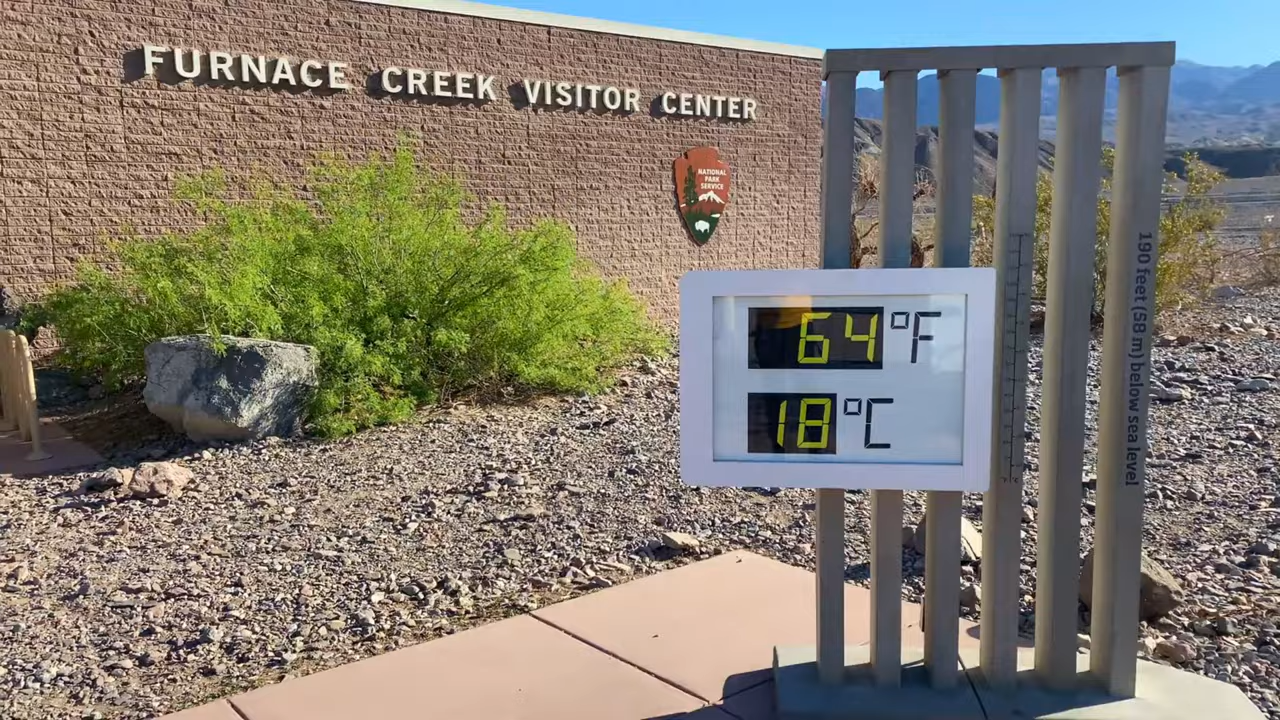 FURNACE CREEK VISITOR CENTER
NATIONAL
PARK
SERVICE
64°F
18°C
190 feet (58 m) below sea level